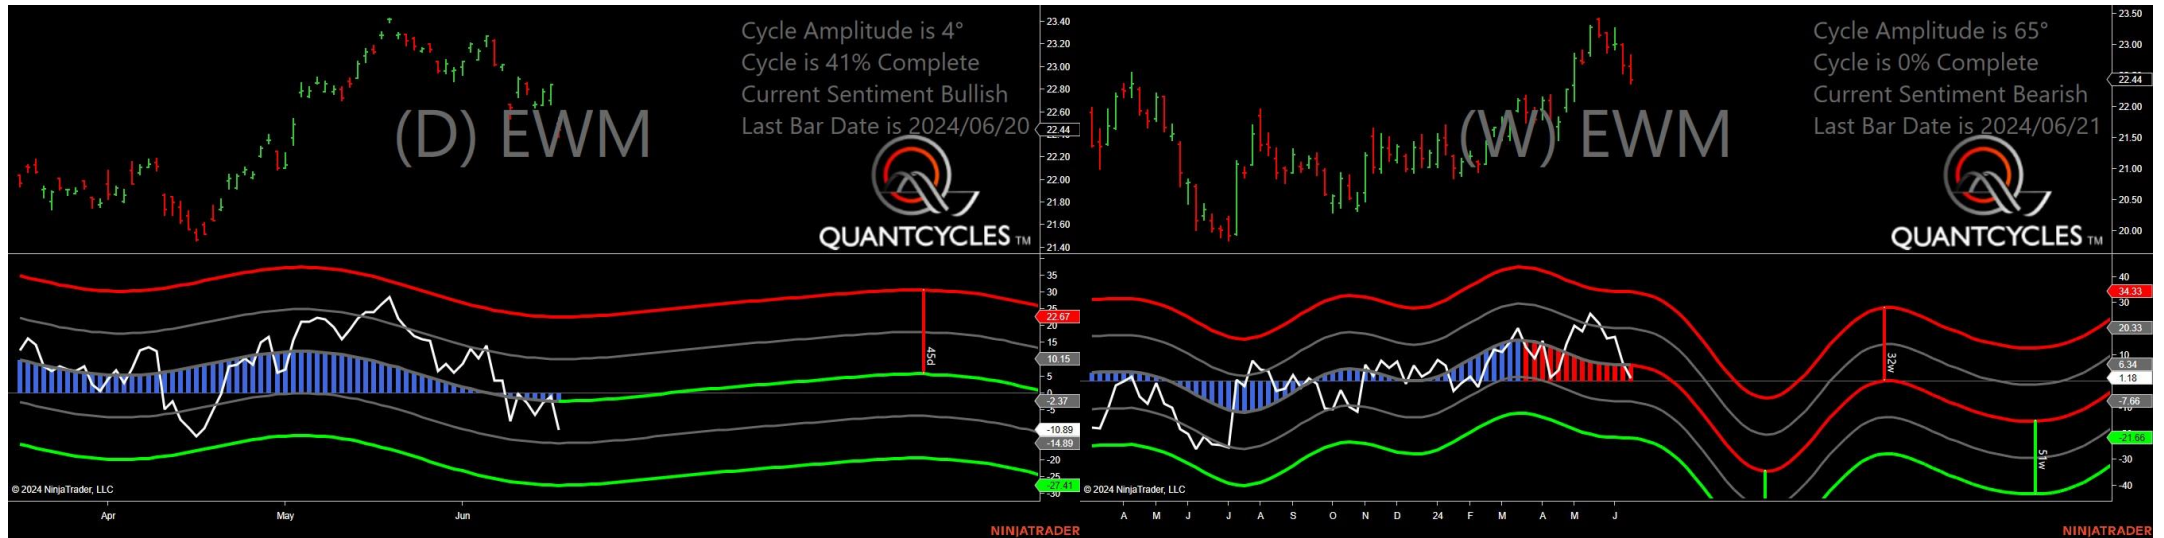 Cycle Amplitude is 4°
Cycle is 41% Complete
Current Sentiment Bullish
Last Bar Date is 2024/06/20
(D) EWM
QUANTCYCLES TM
23.40
23.20
23.00
22.80
22.60
22.44
22.20
22.00
21.80
21.60
21.40
35
30
25
22.67
15
20
10.15
5
-2.37
-5
-10.89
-14.89
-20
-25
-27.41
-30
45d
© 2024 NinjaTrader, LLC
Apr
May
Jun
NINJATRADER
Cycle Amplitude is 65°
Cycle is 0% Complete
Current Sentiment Bearish
Last Bar Date is 2024/06/21
(W) EWM
QUANTCYCLES TM
23.50
23.00
22.44
22.00
21.50
21.00
20.50
20.00
40
34.33
30
20.33
10
6.34
1.18
-7.66
-10
-21.66
-30
-40
32w
51w
© 2024 NinjaTrader, LLC
A M J J A S O N D 24 F M A M J
NINJATRADER